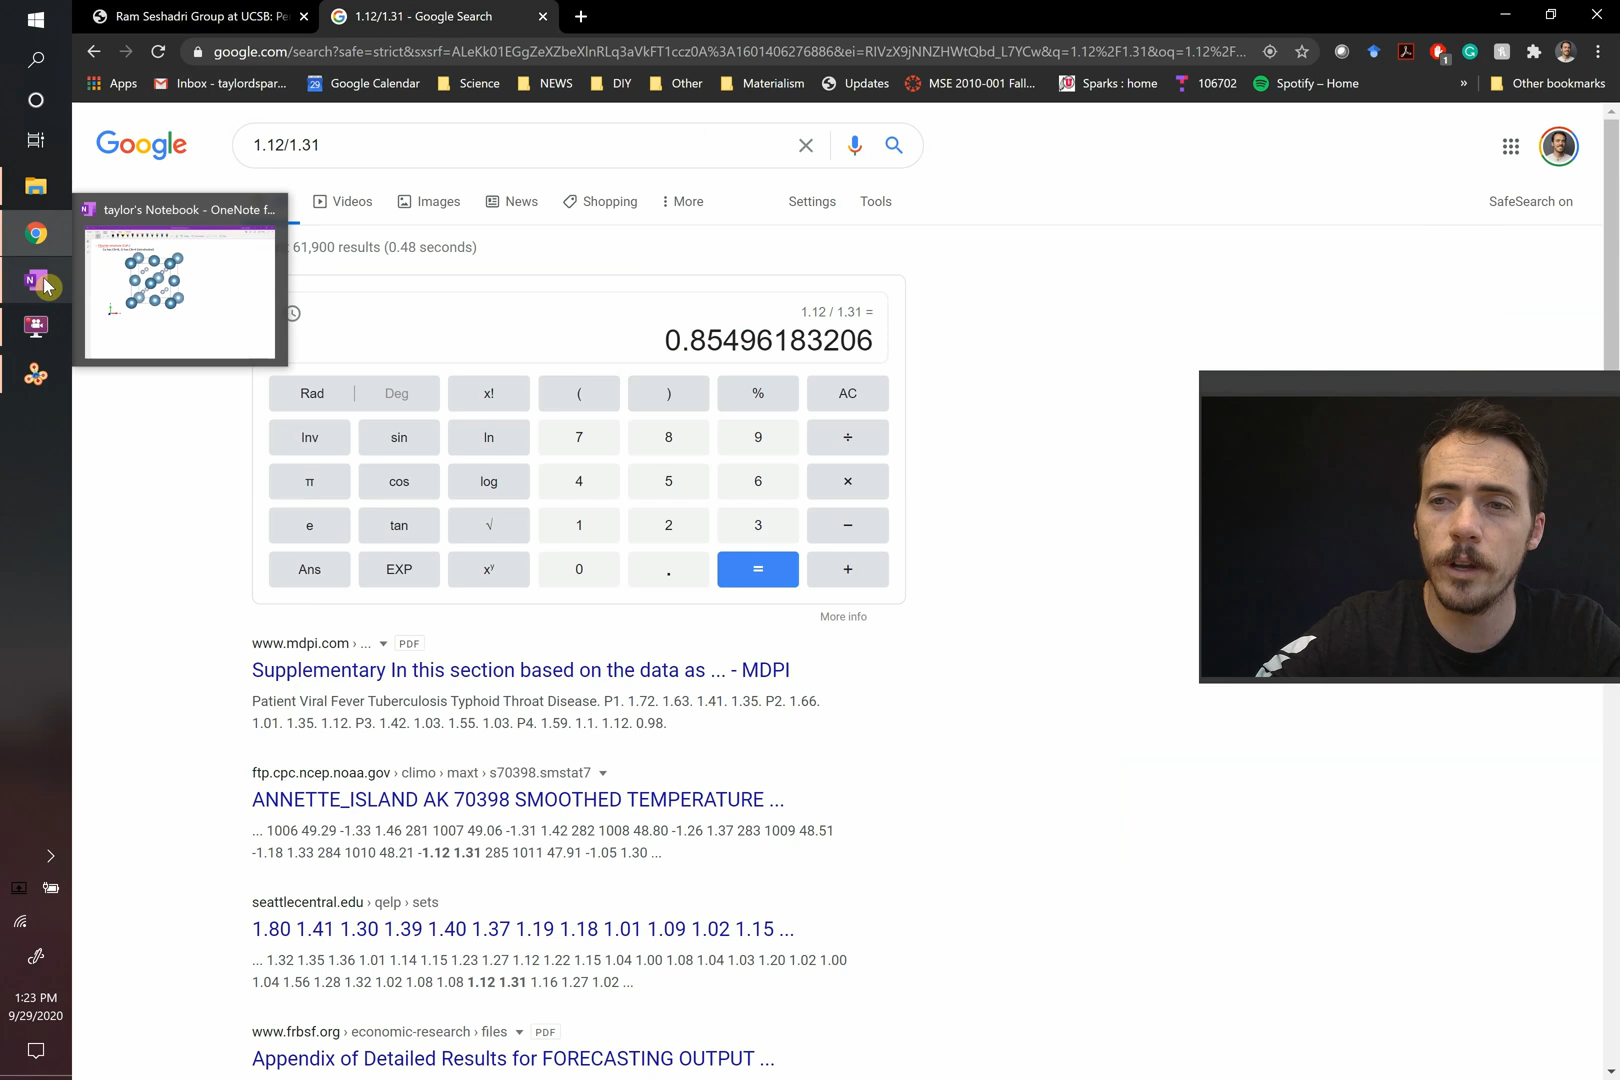 Ram Seshadri Group at UCSB: Pe
1.12/1.31 - Google Search
google.com/search?safe=strict&sxsrf=ALeKk01EGgZeXZbeXlnRLq3aVkFT1ccz0A%3A1601406276886&ei=RIVzX9jNNZHWtQbd_L7YCw&q=1.12%2F1.31&oq=1.12%2F...
1
Apps
Inbox - taylordspar...
29
Google Calendar
Science
NEWS
DIY
Other
Materialism
Updates
MSE 2010-001 Fall...
Sparks : home
106702
Spotify – Home
»
Other bookmarks
Google
1.12/1.31
taylor's Notebook - OneNote f...
Videos
Images
News
Shopping
More
Settings
Tools
SafeSearch on
61,900 results (0.48 seconds)
1.12 / 1.31 =
0.85496183206
Rad
Deg
x!
(
)
%
AC
Inv
sin
ln
7
8
9
÷
π
cos
log
4
5
6
×
e
tan
√
1
2
3
−
Ans
EXP
xʸ
0
.
=
+
More info
www.mdpi.com › ...
PDF
Supplementary In this section based on the data as ... - MDPI
Patient Viral Fever Tuberculosis Typhoid Throat Disease. P1. 1.72. 1.63. 1.41. 1.35. P2. 1.66.
1.01. 1.35. 1.12. P3. 1.42. 1.03. 1.55. 1.03. P4. 1.59. 1.1. 1.12. 0.98.
ftp.cpc.ncep.noaa.gov › climo › maxt › s70398.smstat7
ANNETTE_ISLAND AK 70398 SMOOTHED TEMPERATURE ...
... 1006 49.29 -1.33 1.46 281 1007 49.06 -1.31 1.42 282 1008 48.80 -1.26 1.37 283 1009 48.51
-1.18 1.33 284 1010 48.21 -1.12 1.31 285 1011 47.91 -1.05 1.30 ...
seattlecentral.edu › qelp › sets
1.80 1.41 1.30 1.39 1.40 1.37 1.19 1.18 1.01 1.09 1.02 1.15 ...
... 1.32 1.35 1.36 1.01 1.14 1.15 1.23 1.27 1.12 1.22 1.15 1.04 1.00 1.08 1.04 1.03 1.20 1.02 1.00
1.04 1.56 1.28 1.32 1.02 1.08 1.08 1.12 1.31 1.16 1.27 1.02 ...
www.frbsf.org › economic-research › files
PDF
Appendix of Detailed Results for FORECASTING OUTPUT ...
1:23 PM
9/29/2020